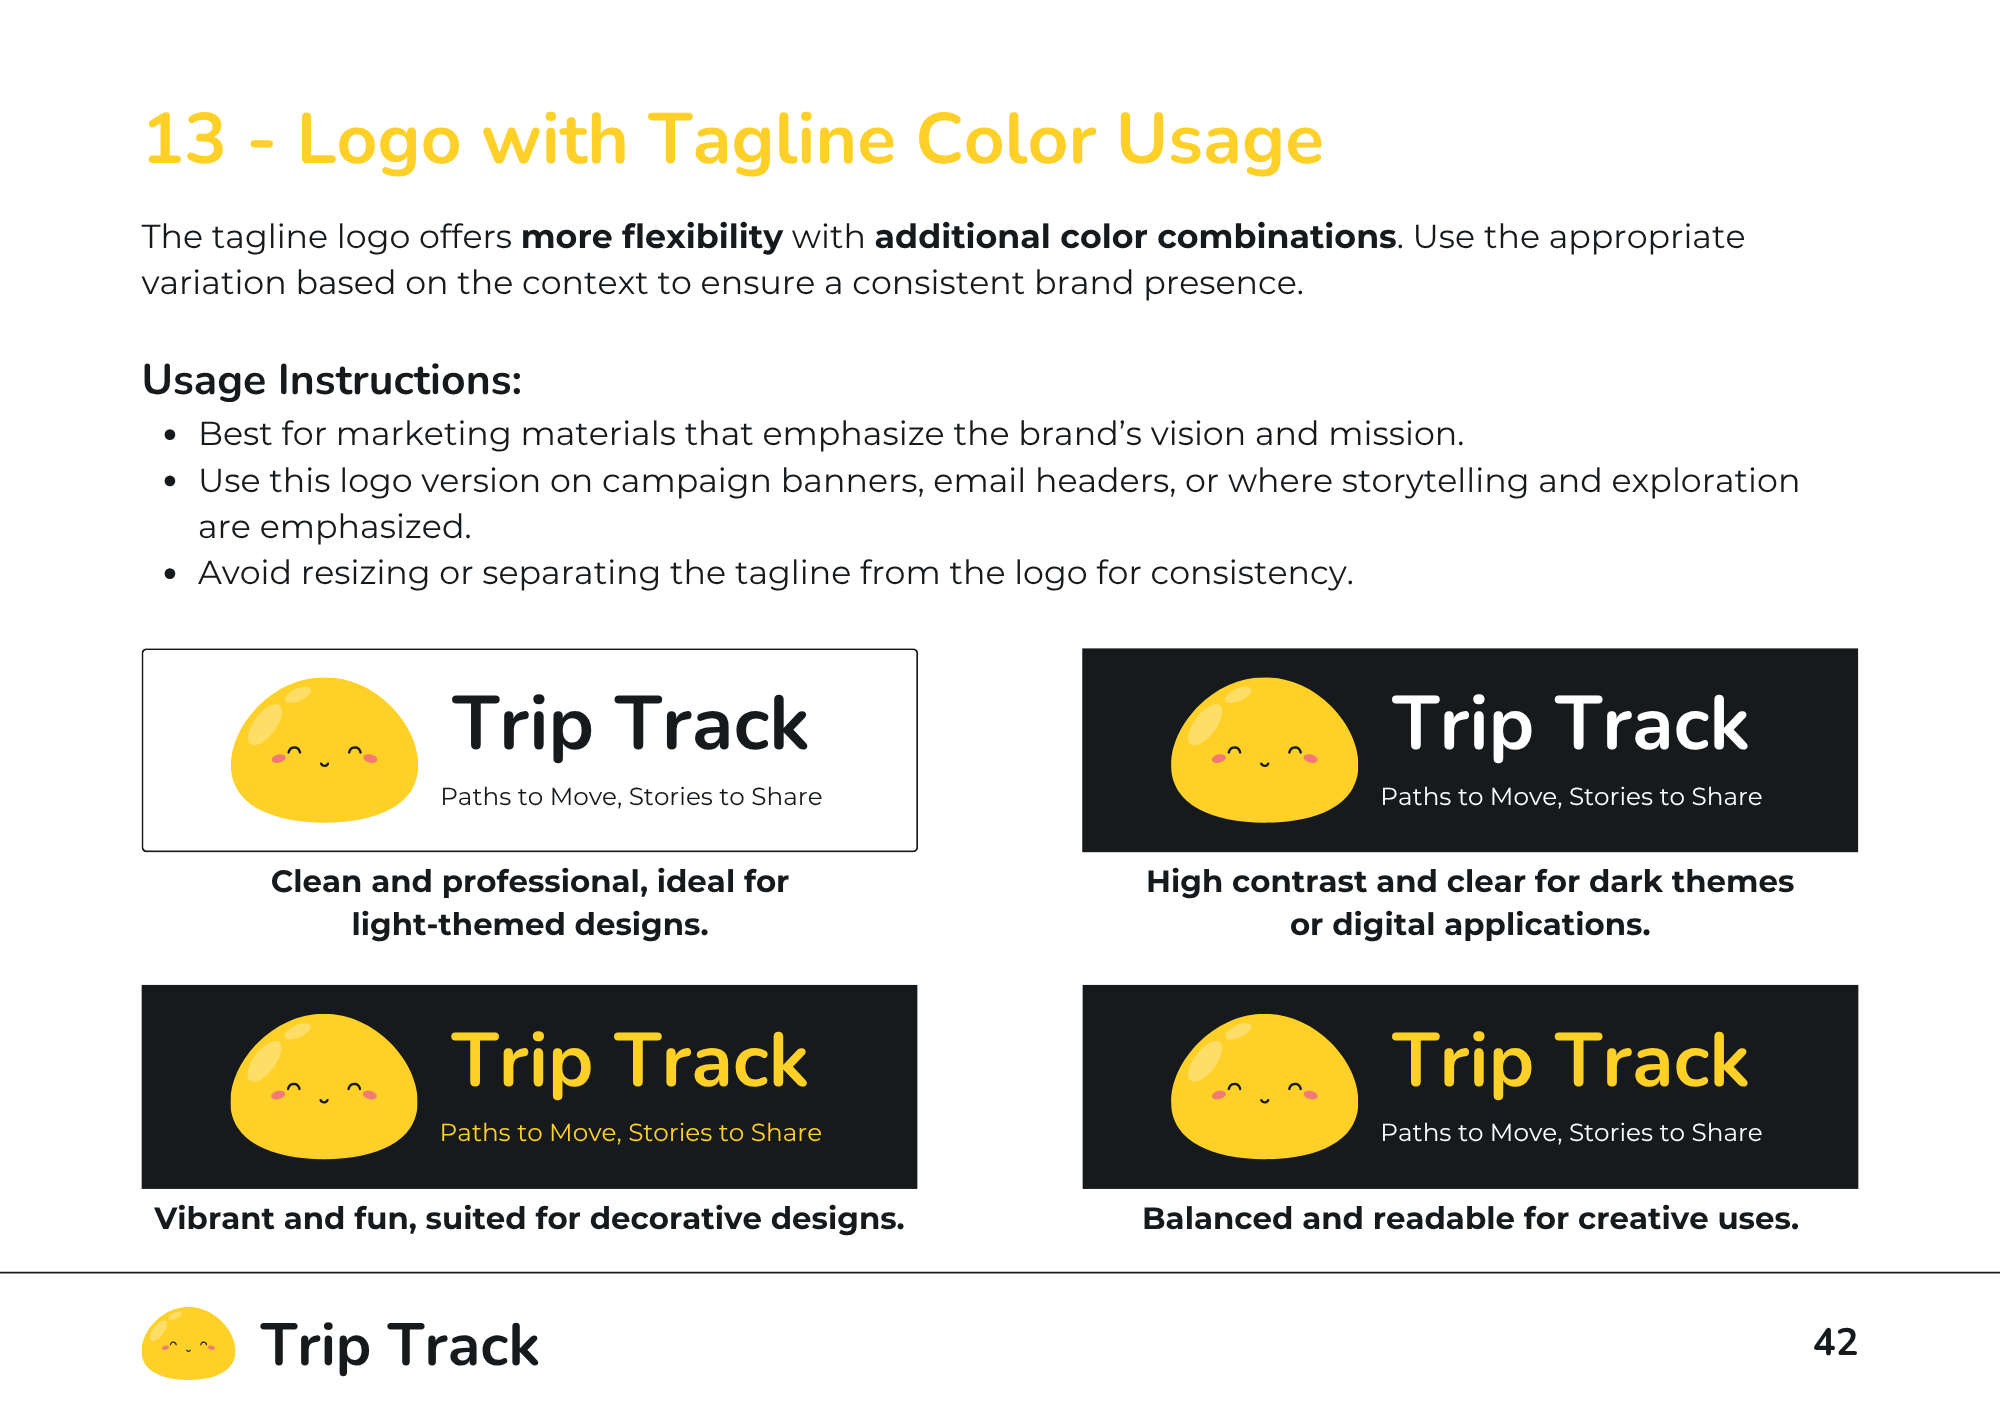 13 - Logo with Tagline Color Usage
The tagline logo offers more flexibility with additional color combinations. Use the appropriate
variation based on the context to ensure a consistent brand presence.
Usage Instructions:
• Best for marketing materials that emphasize the brand’s vision and mission.
• Use this logo version on campaign banners, email headers, or where storytelling and exploration
are emphasized.
• Avoid resizing or separating the tagline from the logo for consistency.
Trip Track
Paths to Move, Stories to Share
Clean and professional, ideal for
light-themed designs.
Trip Track
Paths to Move, Stories to Share
High contrast and clear for dark themes
or digital applications.
Trip Track
Paths to Move, Stories to Share
Vibrant and fun, suited for decorative designs.
Trip Track
Paths to Move, Stories to Share
Balanced and readable for creative uses.
Trip Track
42